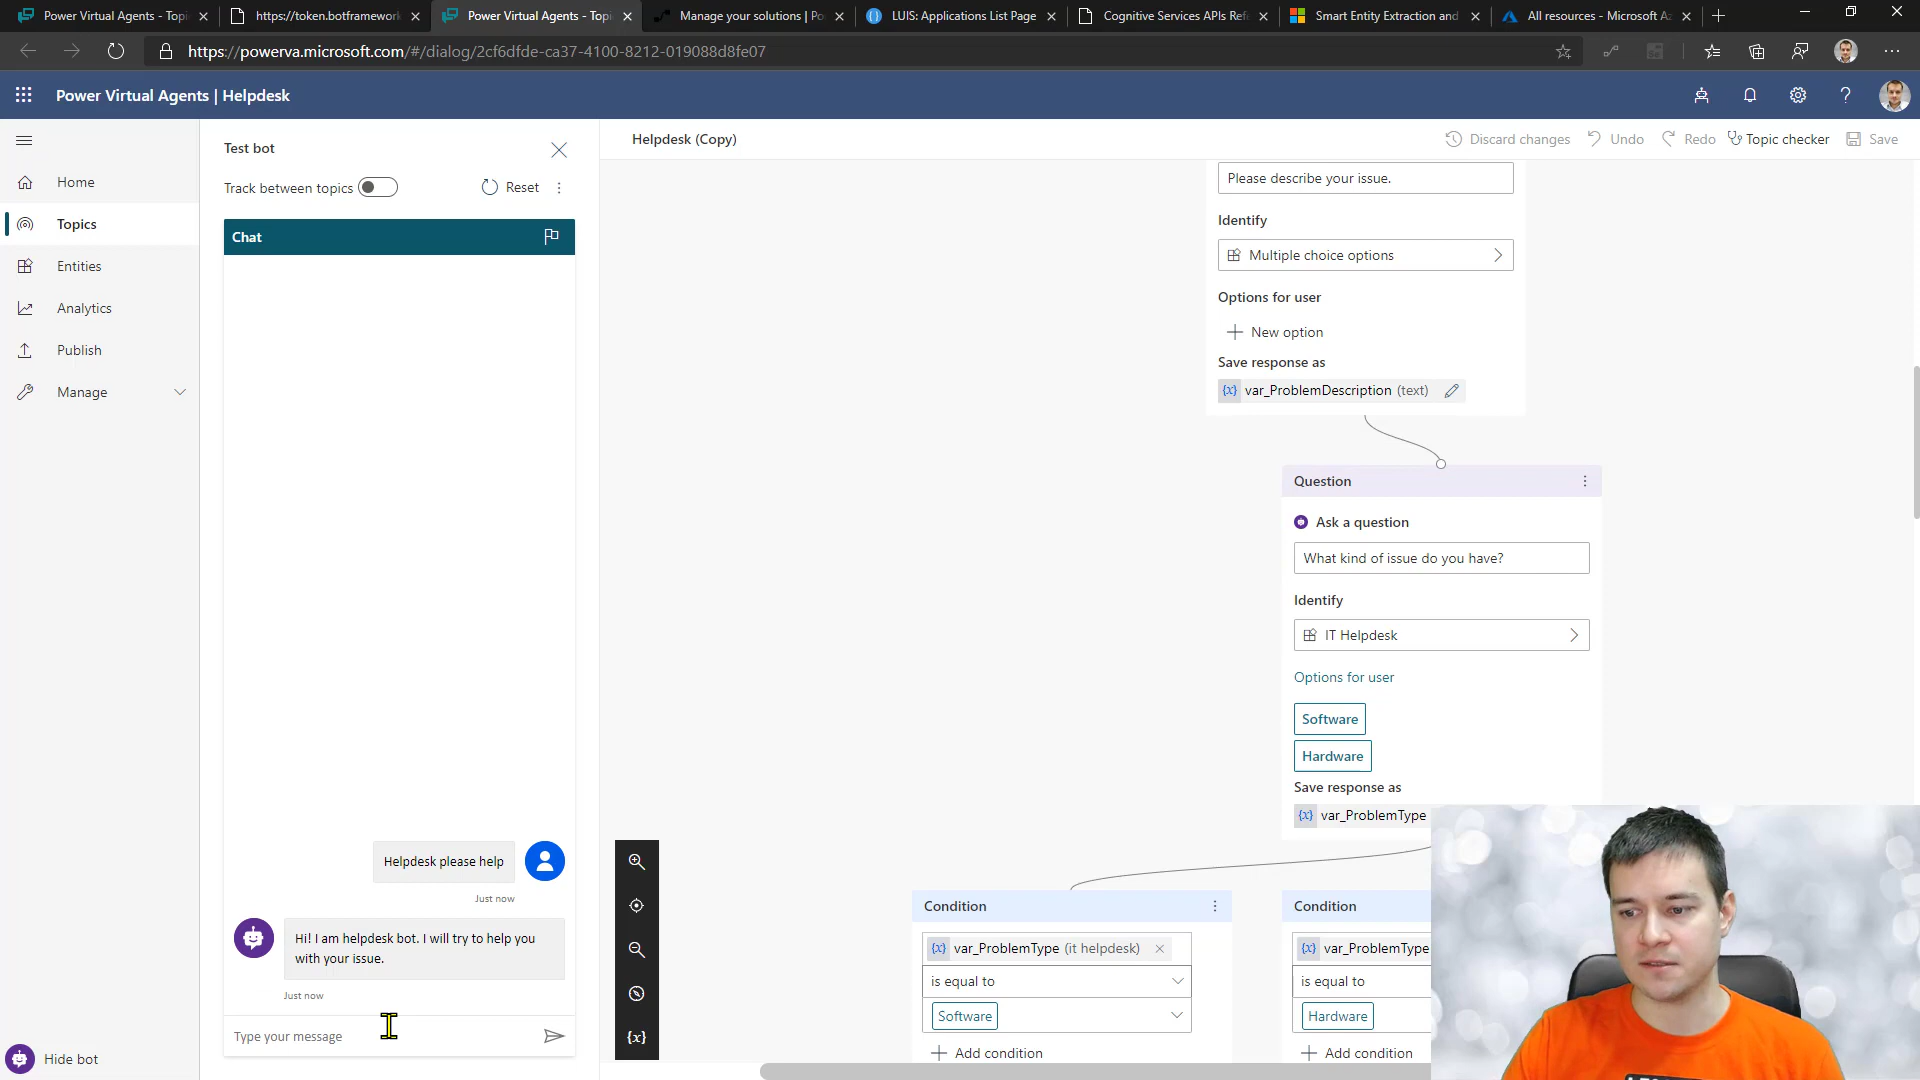 Power Virtual Agents - Topi
https://token.botframework
Power Virtual Agents - Topi
Manage your solutions | Po
LUIS: Applications List Page
Cognitive Services APIs Refe
Smart Entity Extraction and
All resources - Microsoft Az
https://powerva.microsoft.com/#/dialog/2cf6dfde-ca37-4100-8212-019088d8fe07
Power Virtual Agents | Helpdesk
Home
Topics
Entities
Analytics
Publish
Manage
Hide bot
Test bot
Track between topics
Reset
Chat
Helpdesk please help
Just now
Hi! I am helpdesk bot. I will try to help you
with your issue.
Just now
Type your message
Helpdesk (Copy)
Discard changes
Undo
Redo
Topic checker
Save
Please describe your issue.
Identify
Multiple choice options
Options for user
New option
Save response as
{x} var_ProblemDescription (text)
Question
Ask a question
What kind of issue do you have?
Identify
IT Helpdesk
Options for user
Software
Hardware
Save response as
{x} var_ProblemType
{x}
Condition
{x} var_ProblemType (it helpdesk)
is equal to
Software
Add condition
Condition
{x} var_ProblemType
is equal to
Hardware
Add condition